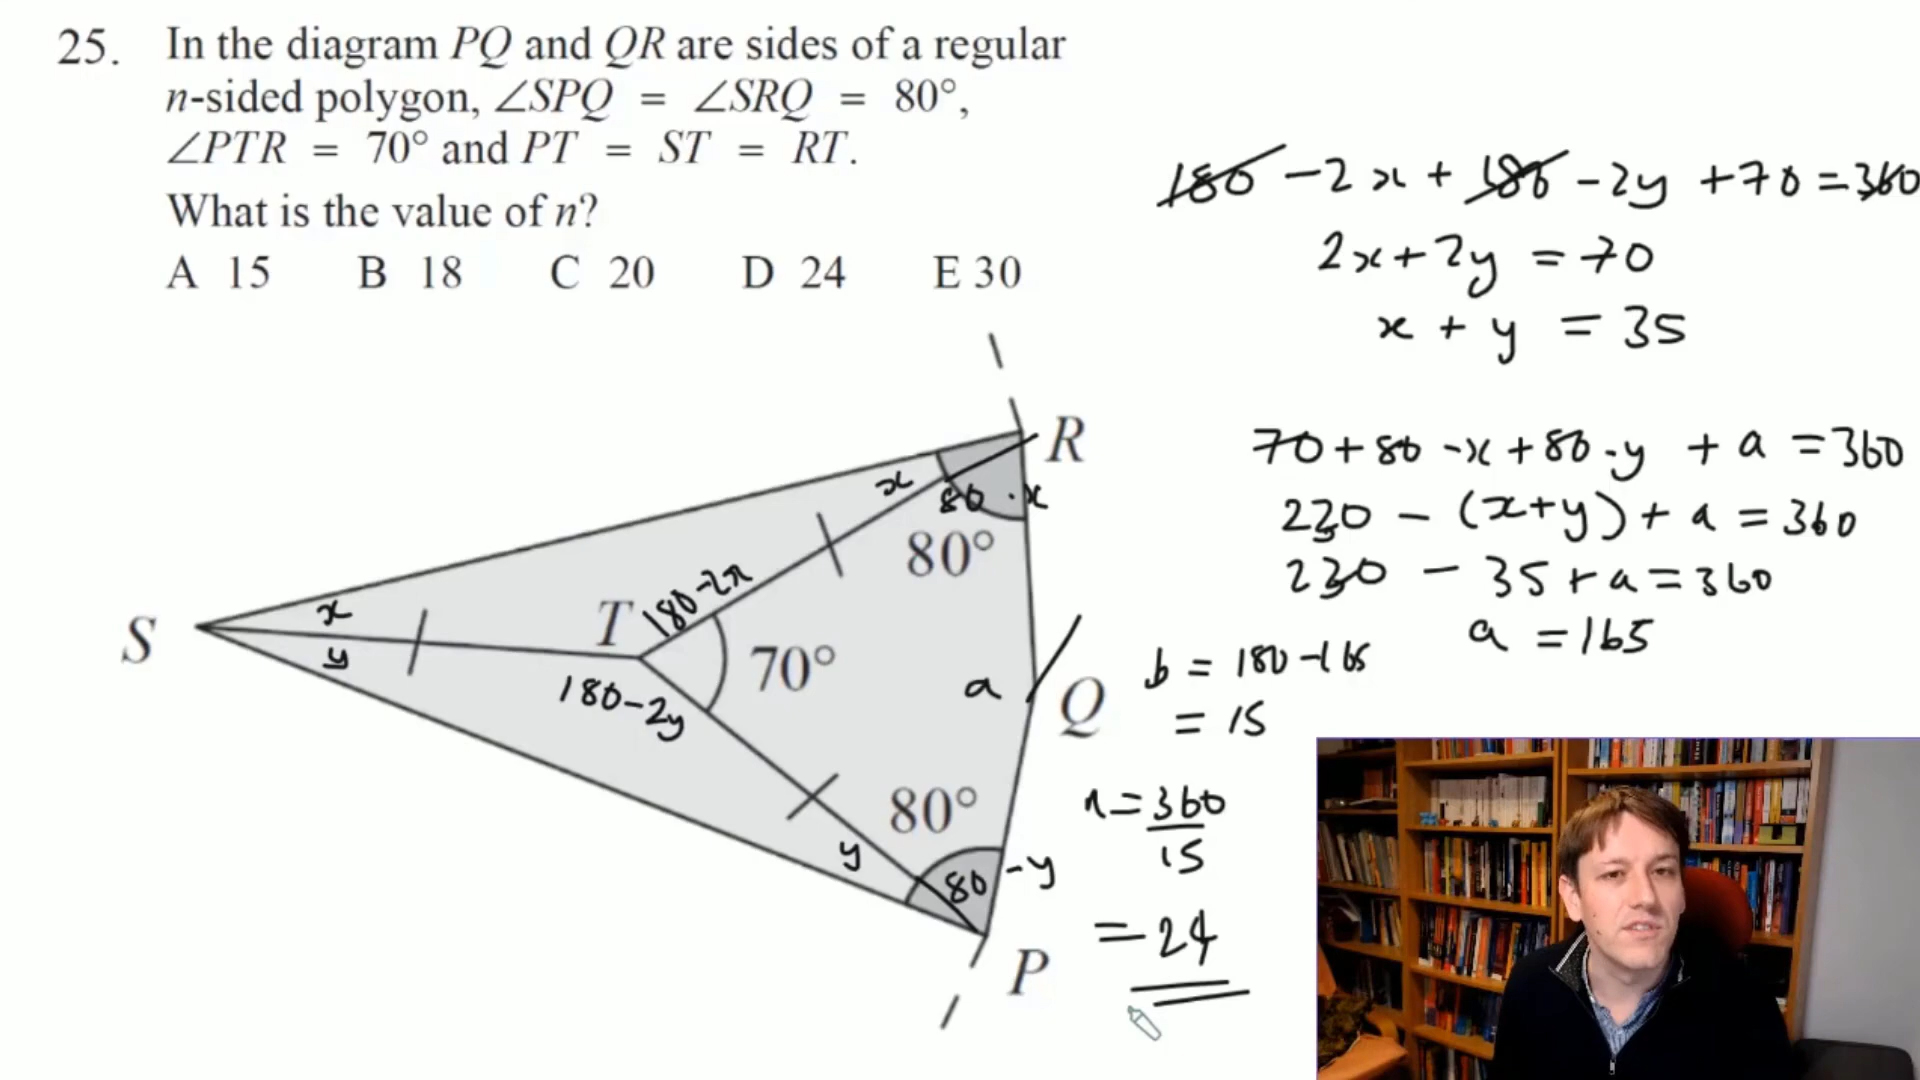 25. In the diagram PQ and QR are sides of a regular
n-sided polygon, ∠SPQ = ∠SRQ = 80°,
∠PTR = 70° and PT = ST = RT.
What is the value of n?
A 15 B 18 C 20 D 24 E 30
180 - 2x + 180 - 2y + 70 = 360
2x + 2y = 70
x + y = 35
70 + 80 - x + 80 - y + a = 360
230 - (x+y) + a = 360
230 - 35 + a = 360
a = 165
b = 180 - 165
= 15
n = 360
15
= 24
R
x
80 - x
80°
x
S
T
180-2x
y
70°
180-2y
a
Q
80°
y
80 - y
P